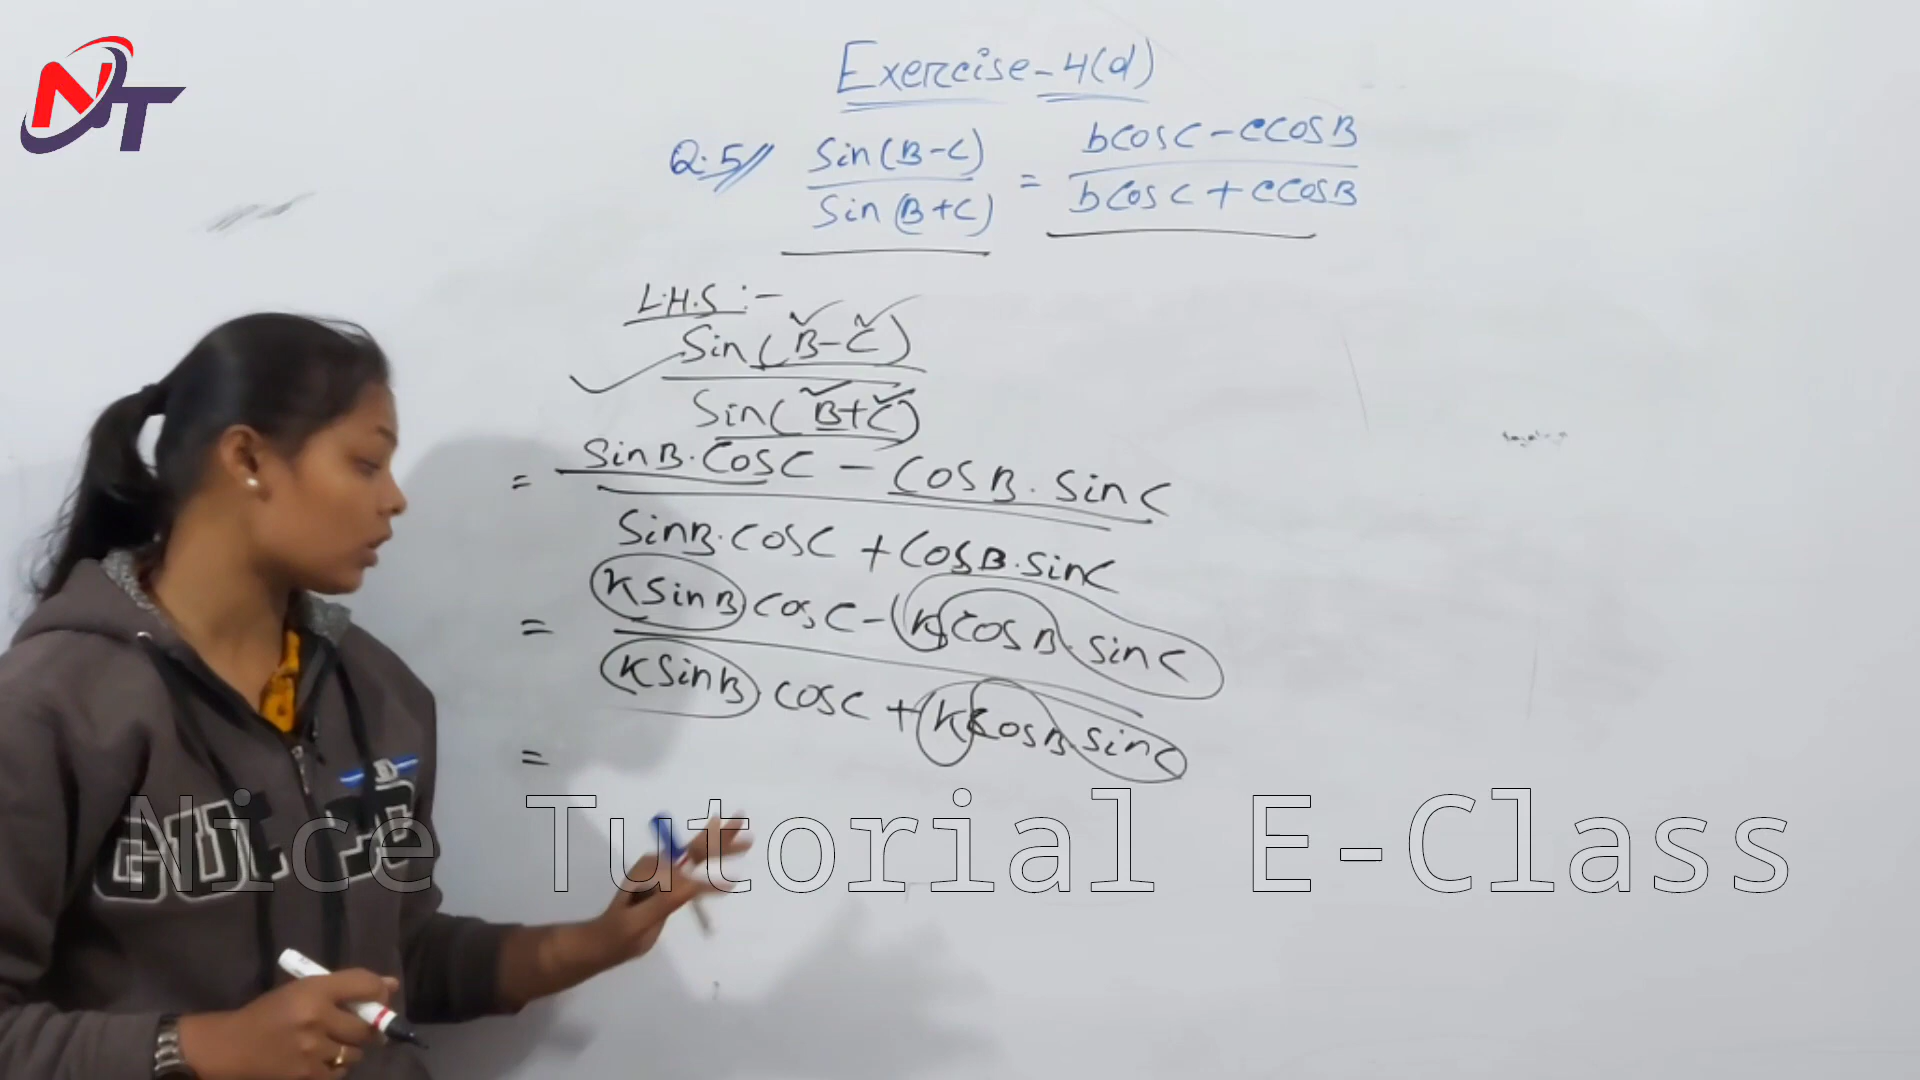 NT
Exercise-4(d)
Q.5// Sin(B-C) / Sin(B+C) = bCosC-cCosB / bCosC+cCosB
L.H.S :-
Sin(B-C)
Sin(B+C)
= SinB.CosC - CosB.SinC
SinB.CosC + CosB.SinC
= KSinB CosC - KCosB.SinC
KSinB CosC + KCosB.SinC
=
Nice Tutorial E-Class